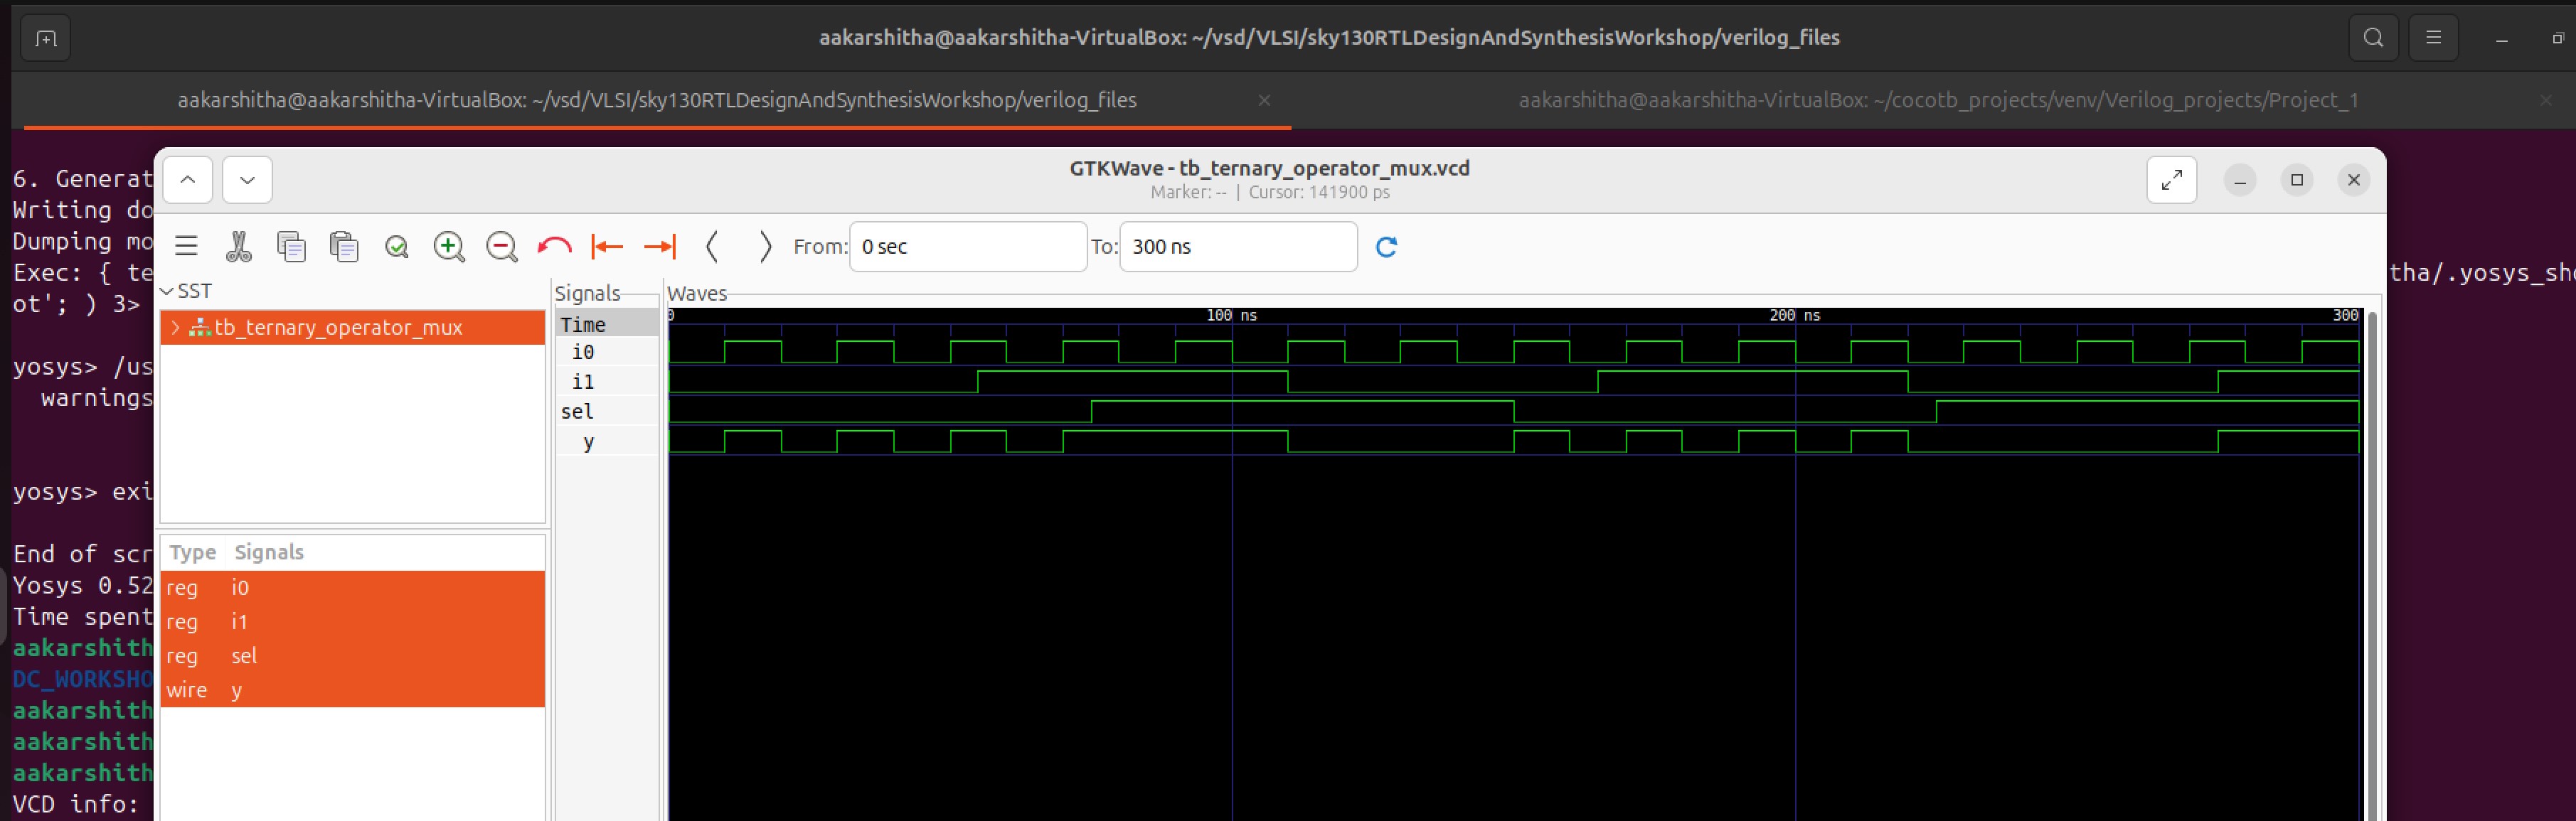 aakarshitha@aakarshitha-VirtualBox: ~/vsd/VLSI/sky130RTLDesignAndSynthesisWorkshop/verilog_files
aakarshitha@aakarshitha-VirtualBox: ~/vsd/VLSI/sky130RTLDesignAndSynthesisWorkshop/verilog_files
aakarshitha@aakarshitha-VirtualBox: ~/cocotb_projects/venv/Verilog_projects/Project_1
6. Generat
Writing do
Dumping mo
Exec: { te
tha/.yosys_sh
ot'; ) 3>
yosys> /us
warnings
yosys> exi
End of scr
Yosys 0.52
Time spent
aakarshith
DC_WORKSHO
aakarshith
aakarshith
aakarshith
VCD info:
GTKWave - tb_ternary_operator_mux.vcd
Marker: -- | Cursor: 141900 ps
From: 0 sec To: 300 ns
SST
tb_ternary_operator_mux
Type Signals
reg i0
reg i1
reg sel
wire y
Signals
Time
i0
i1
sel
y
Waves
0 100 ns 200 ns 300